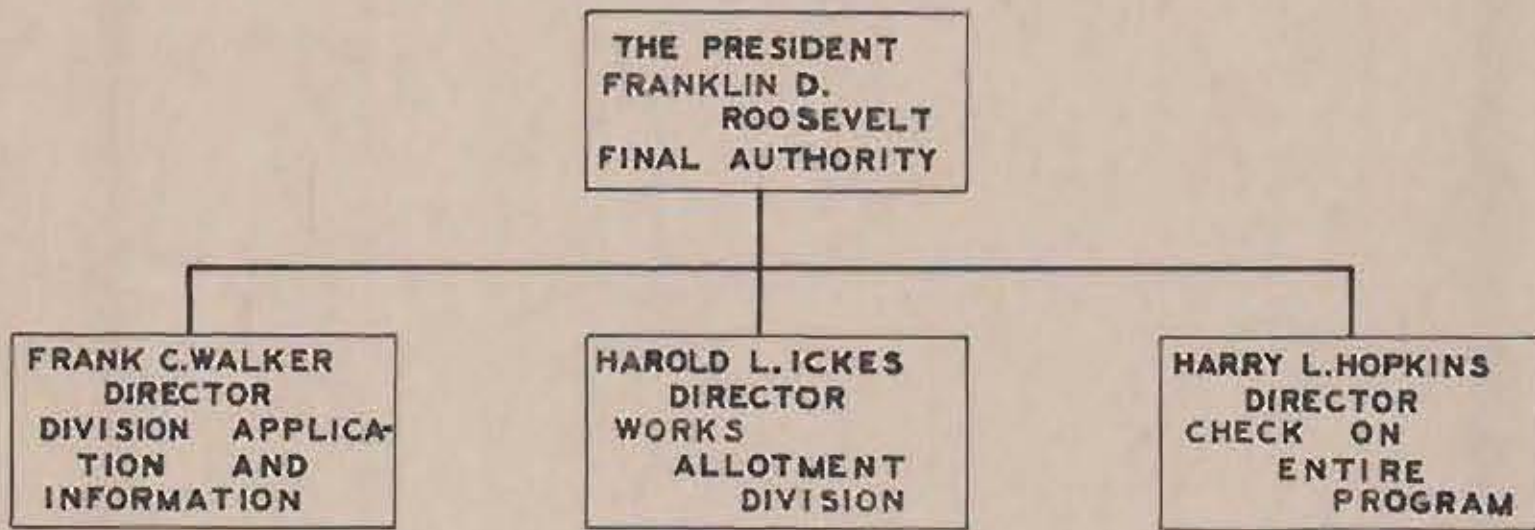 THE PRESIDENT
FRANKLIN D.
ROOSEVELT
FINAL AUTHORITY
FRANK C. WALKER
DIRECTOR
DIVISION APPLICA-
TION AND
INFORMATION
HAROLD L. ICKES
DIRECTOR
WORKS
ALLOTMENT
DIVISION
HARRY L. HOPKINS
DIRECTOR
CHECK ON
ENTIRE
PROGRAM